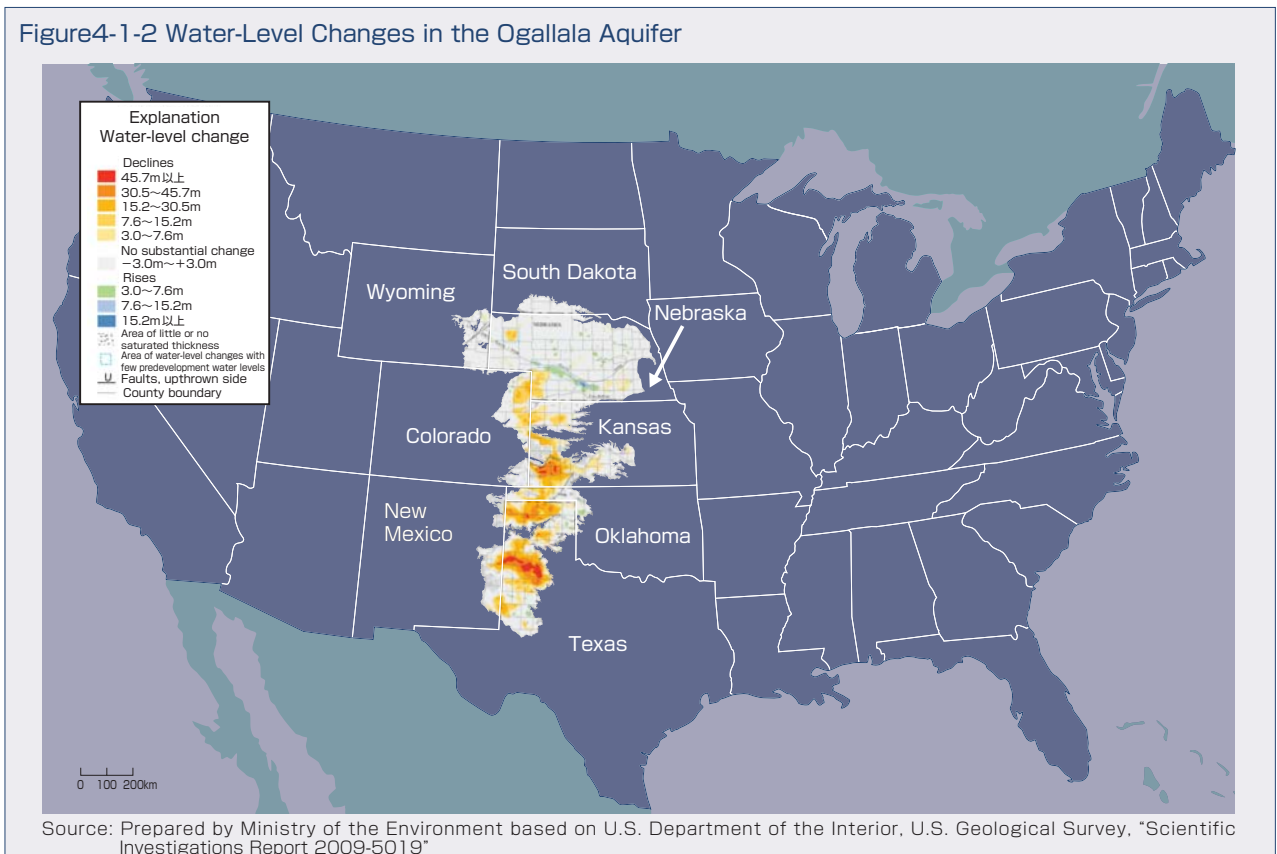 Figure4-1-2 Water-Level Changes in the Ogallala Aquifer
Explanation
Water-level change
Declines
45.7m以上
30.5〜45.7m
15.2〜30.5m
7.6〜15.2m
3.0〜7.6m
No substantial change
−3.0m〜+3.0m
Rises
3.0〜7.6m
7.6〜15.2m
15.2m以上
Area of little or no
saturated thickness
Area of water-level changes with
few predevelopment water levels
U Faults, upthrown side
County boundary
South Dakota
Wyoming
Nebraska
NEBRASKA
Colorado
Kansas
New
Mexico
Oklahoma
Texas
0 100 200km
Source: Prepared by Ministry of the Environment based on U.S. Department of the Interior, U.S. Geological Survey, "Scientific
Investigations Report 2009-5019"